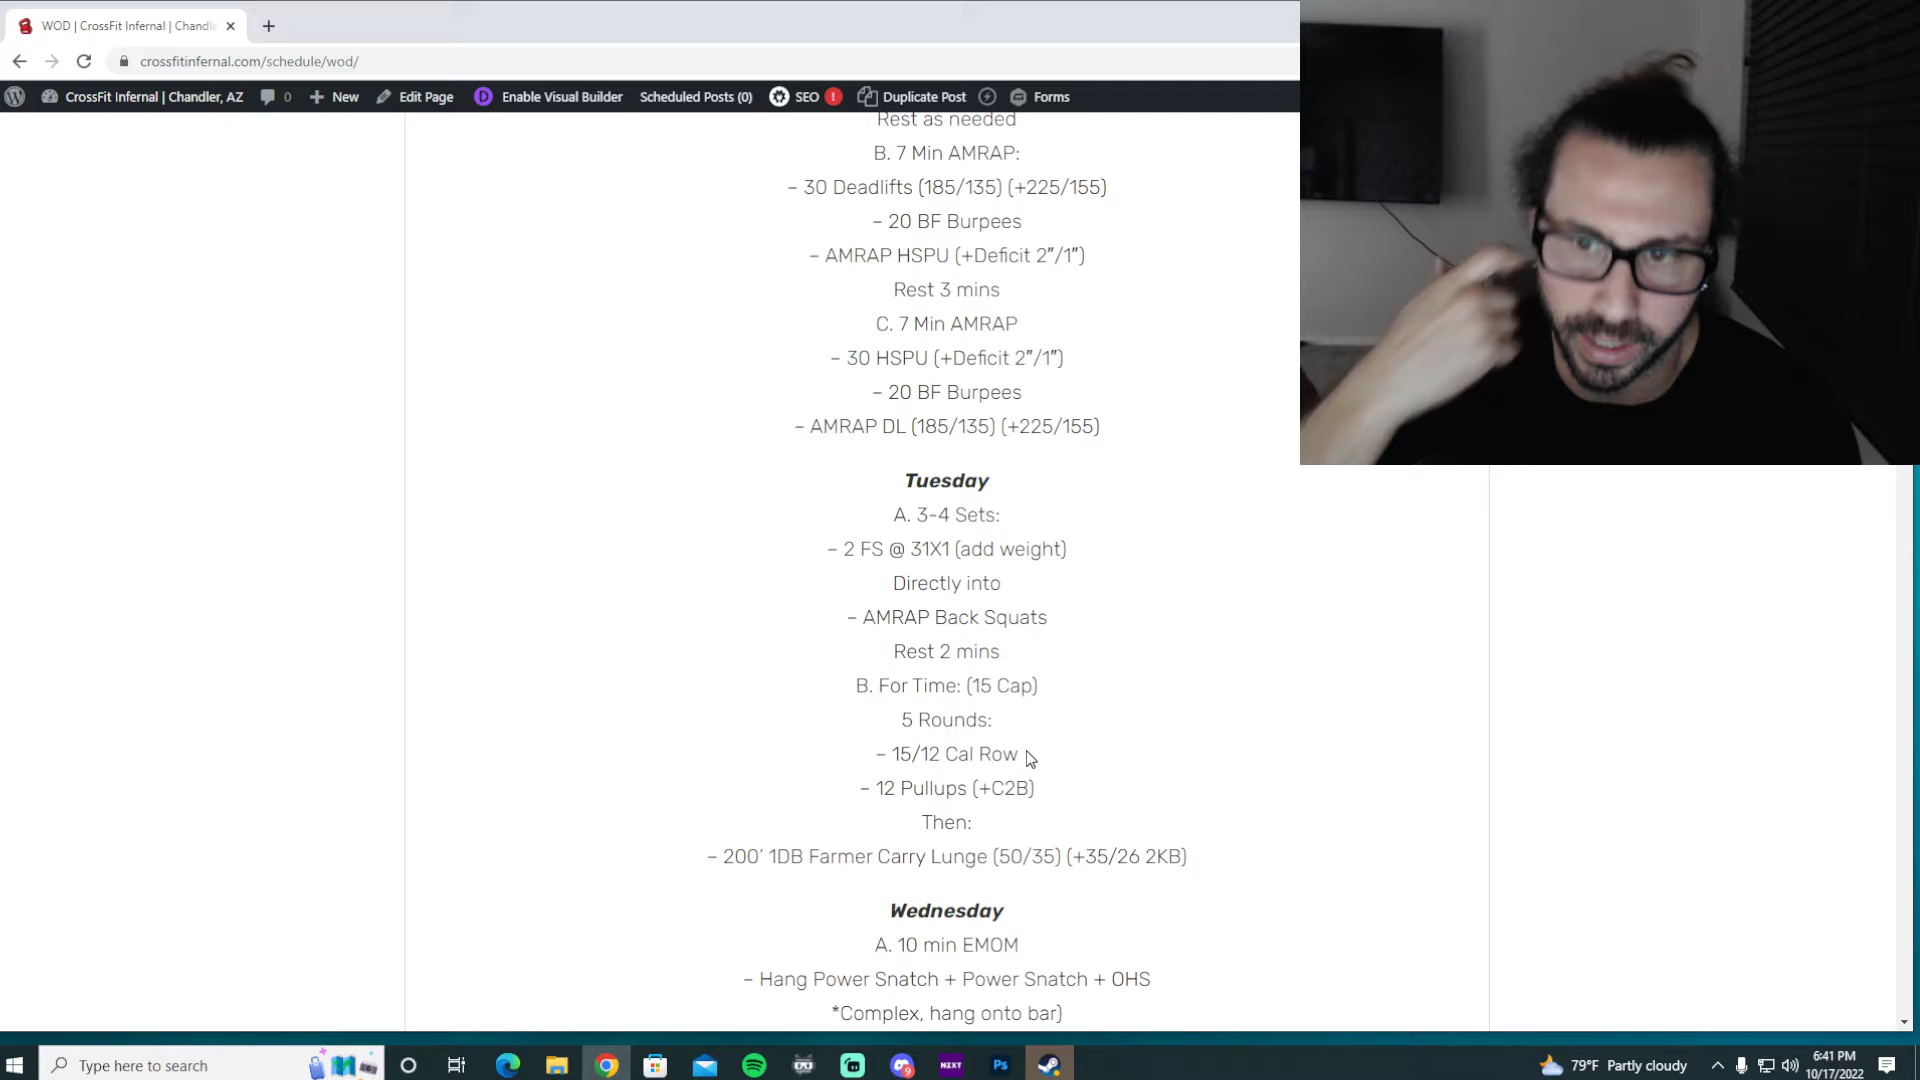 WOD | CrossFit Infernal | Chandle
crossfitinfernal.com/schedule/wod/
CrossFit Infernal | Chandler, AZ 0 New Edit Page D Enable Visual Builder Scheduled Posts (0) SEO ! Duplicate Post Forms
Rest as needed
B. 7 Min AMRAP:
– 30 Deadlifts (185/135) (+225/155)
– 20 BF Burpees
– AMRAP HSPU (+Deficit 2″/1″)
Rest 3 mins
C. 7 Min AMRAP
– 30 HSPU (+Deficit 2″/1″)
– 20 BF Burpees
– AMRAP DL (185/135) (+225/155)
Tuesday
A. 3-4 Sets:
– 2 FS @ 31X1 (add weight)
Directly into
– AMRAP Back Squats
Rest 2 mins
B. For Time: (15 Cap)
5 Rounds:
– 15/12 Cal Row
– 12 Pullups (+C2B)
Then:
– 200′ 1DB Farmer Carry Lunge (50/35) (+35/26 2KB)
Wednesday
A. 10 min EMOM
– Hang Power Snatch + Power Snatch + OHS
*Complex, hang onto bar)
Type here to search NZXT Ps 79°F Partly cloudy 6:41 PM
10/17/2022